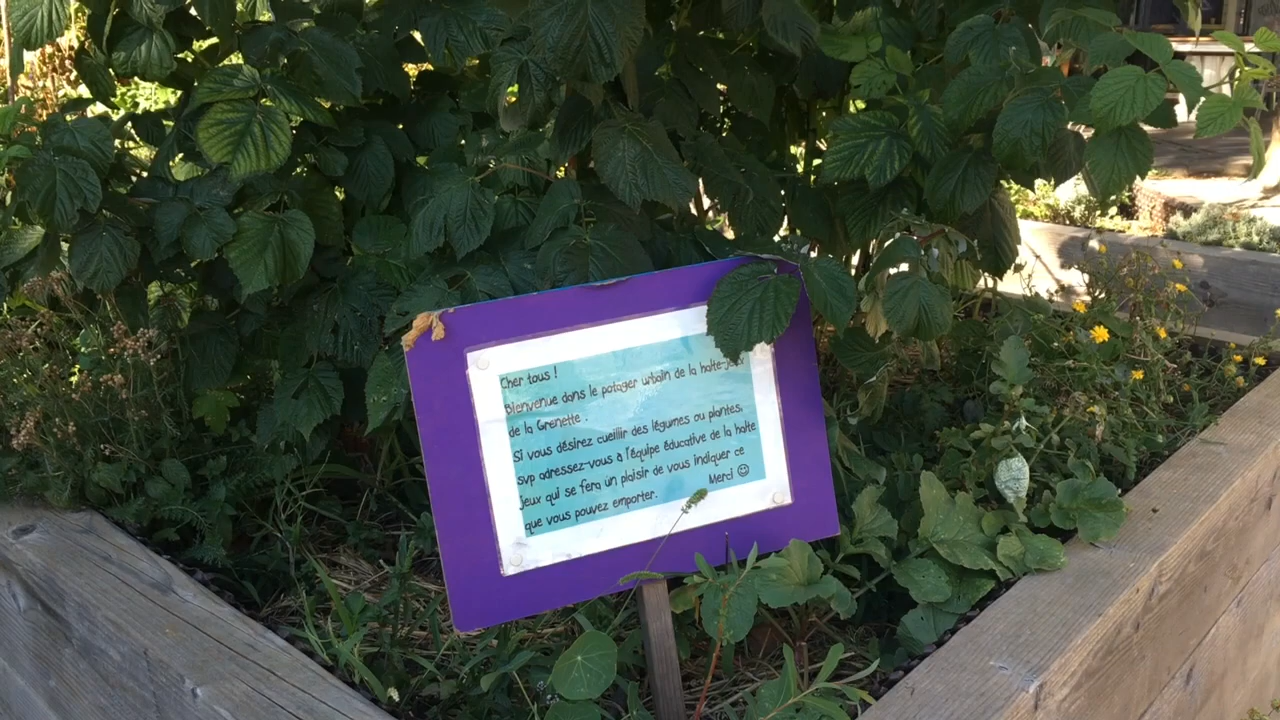 Cher tous !
Bienvenue dans le potager urbain de la halte-jeux
de la Grenette.
Si vous désirez cueillir des légumes ou plantes,
svp adressez-vous à l'équipe éducative de la halte
jeux qui se fera un plaisir de vous indiquer ce
que vous pouvez emporter. Merci ☺